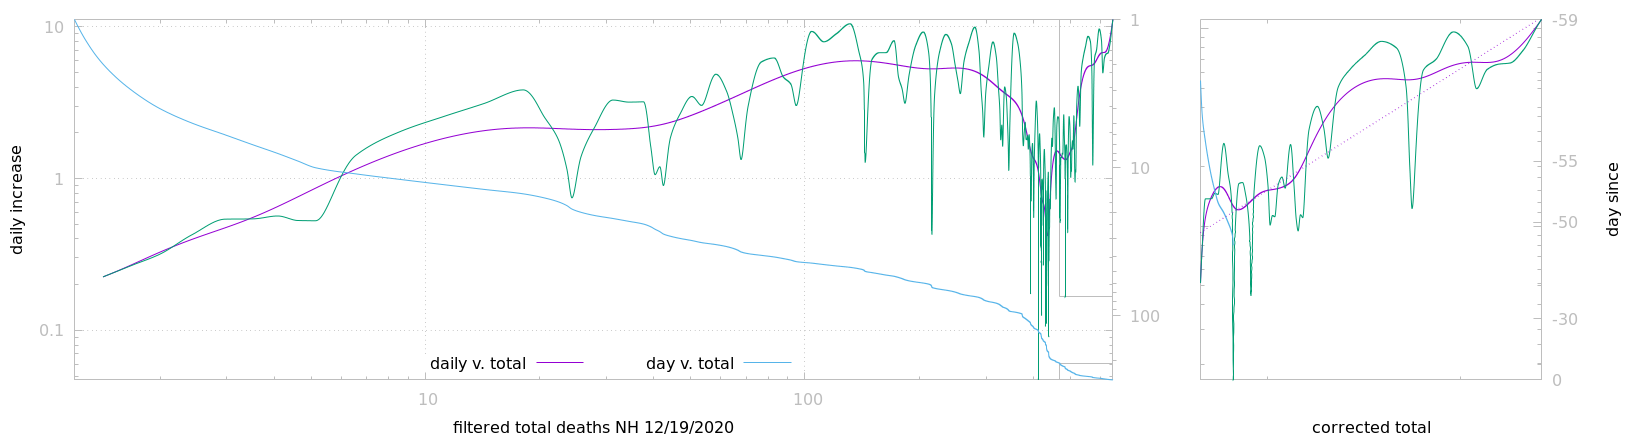 10
1
0.1
daily increase
daily v. total
day v. total
10
100
filtered total deaths NH 12/19/2020
1
10
100
-59
-55
-50
-30
0
day since
corrected total